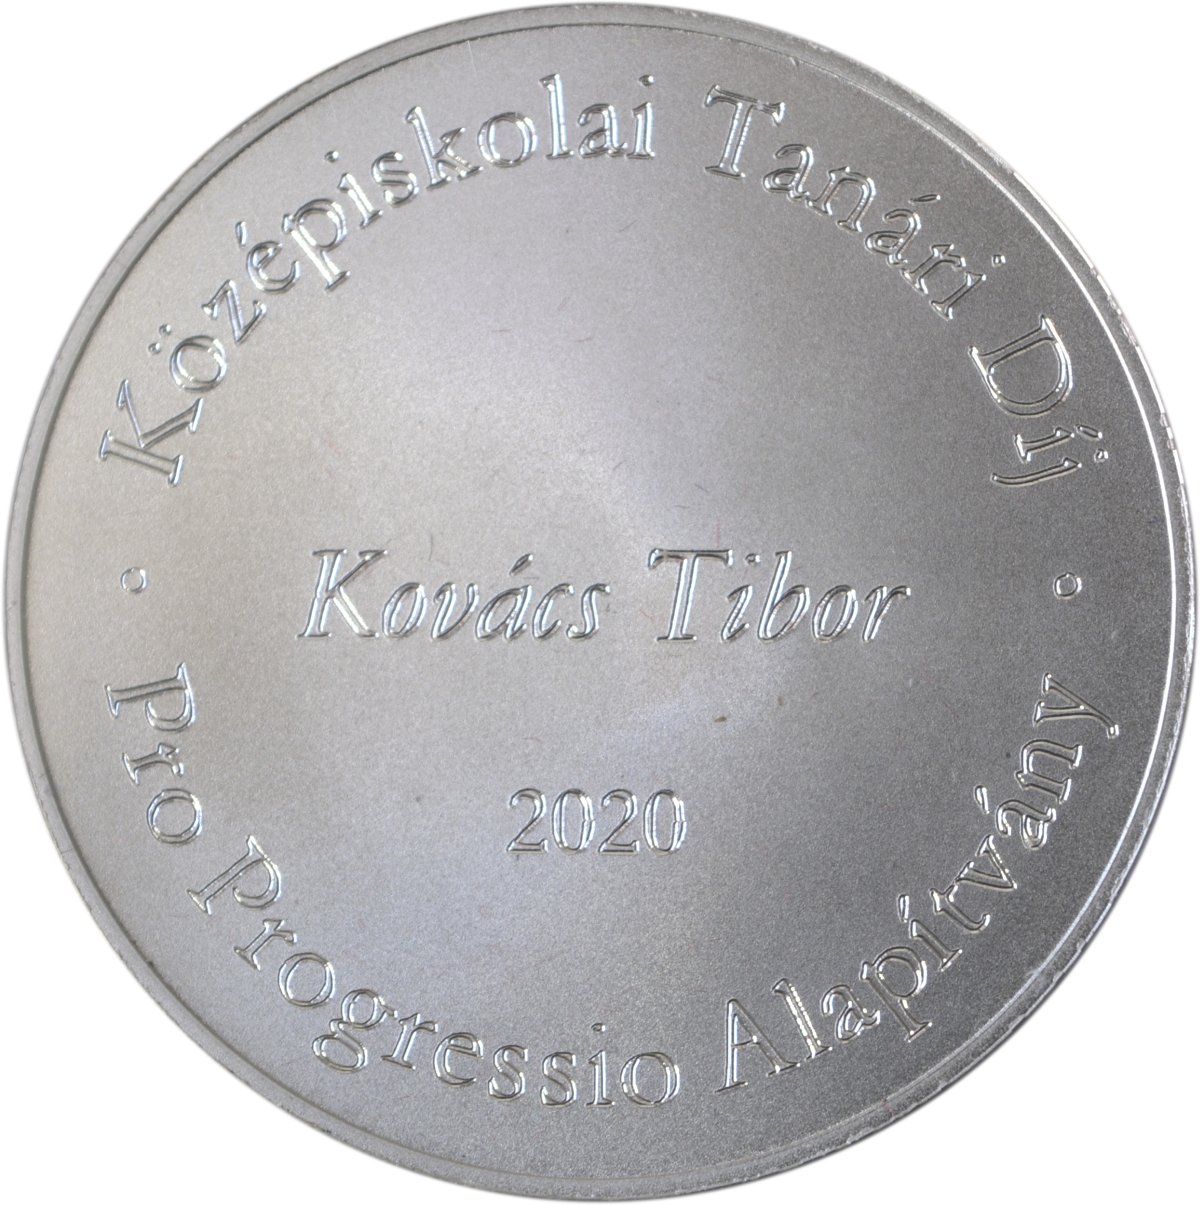 Középiskolai Tanári Díj
Kovács Tibor
2020
Pro Progressio Alapítvány